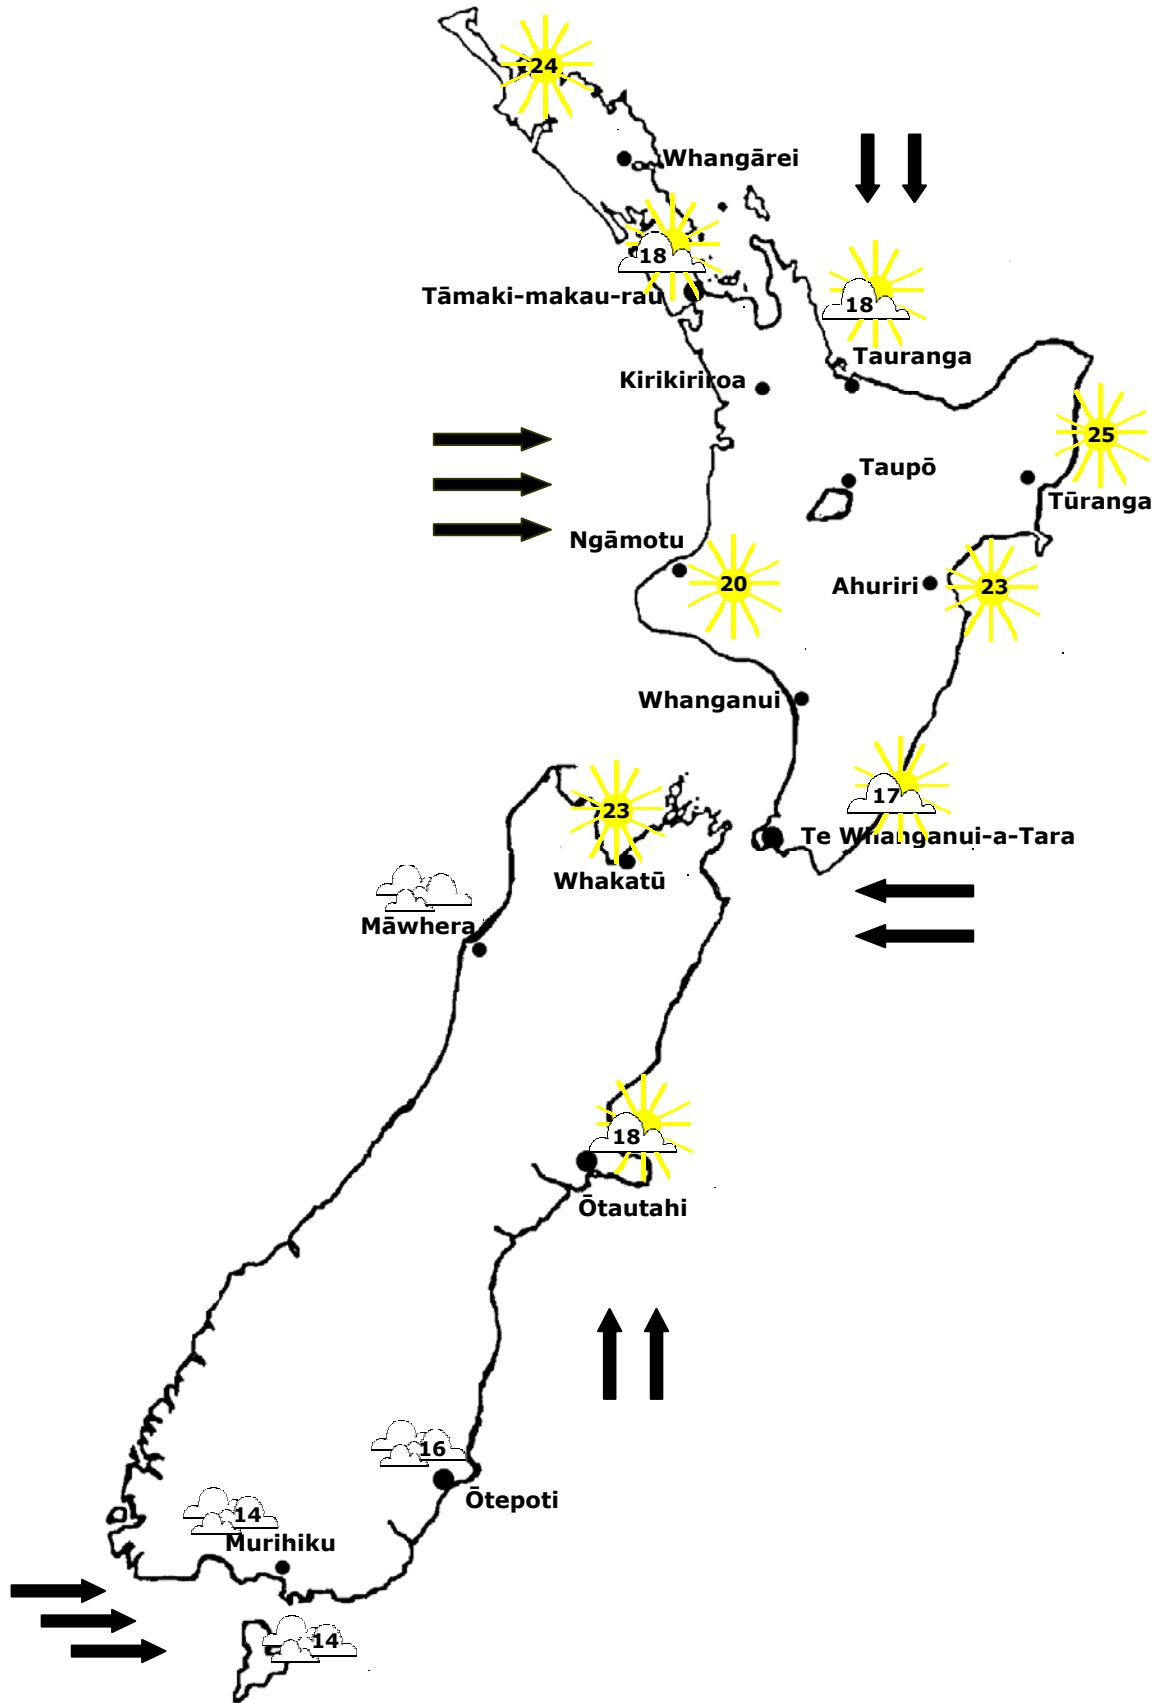 24
Whangārei
18
Tāmaki-makau-rau
18
Tauranga
Kirikiriroa
25
Taupō
Tūranga
Ngāmotu
20
Ahuriri
23
Whanganui
17
23
Te Whanganui-a-Tara
Whakatū
Māwhera
18
Ōtautahi
16
Ōtepoti
14
Murihiku
14